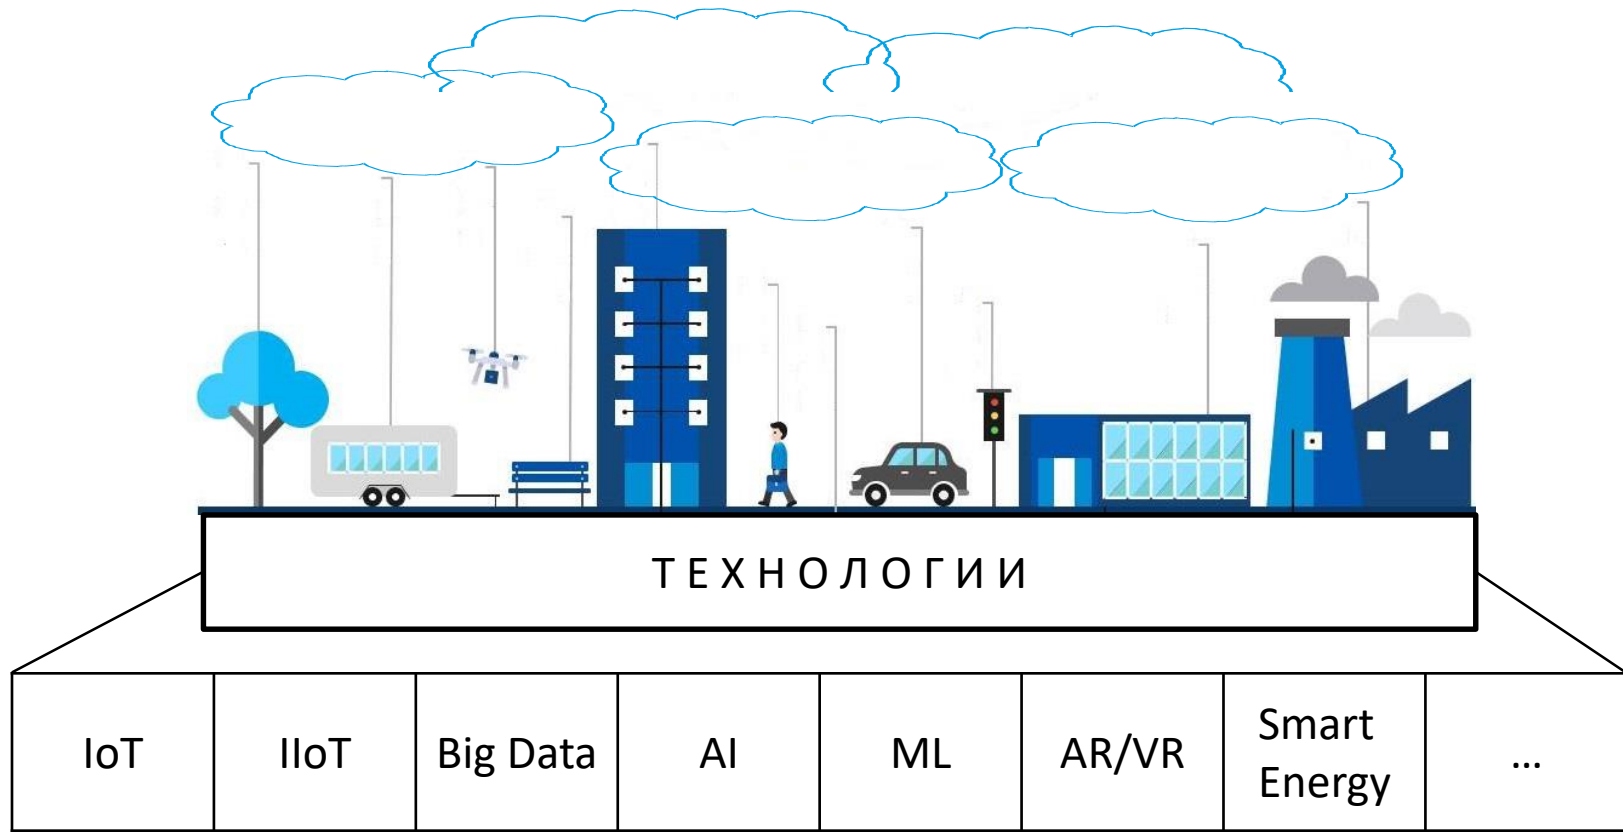 ТЕХНОЛОГИИ
IoT
IIoT
Big Data
AI
ML
AR/VR
Smart
Energy
...